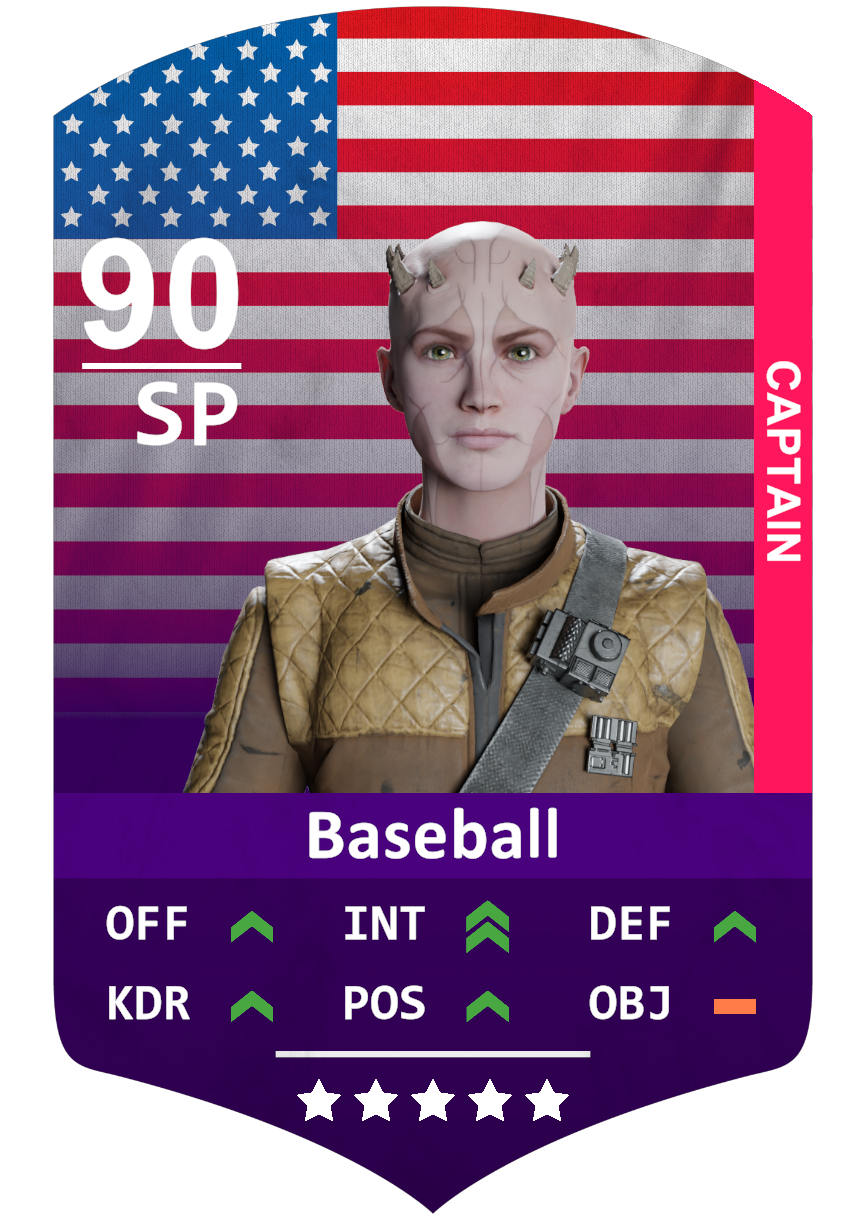 90
SP
CAPTAIN
Baseball
OFF INT DEF
KDR POS OBJ